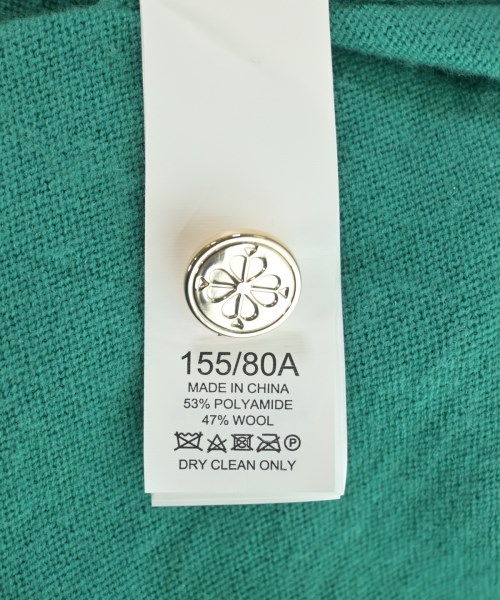 155/80A
MADE IN CHINA
53% POLYAMIDE
47% WOOL
P
DRY CLEAN ONLY